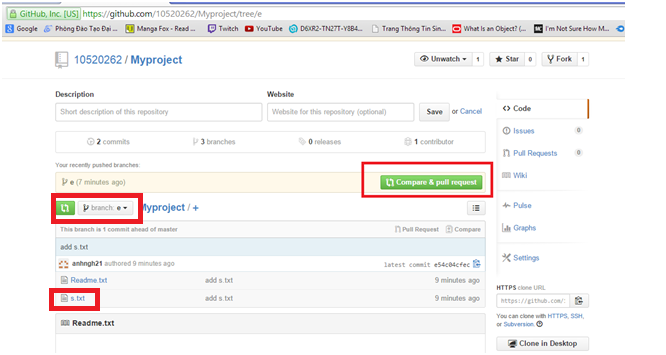 GitHub, Inc. [US] https://github.com/10520262/Myproject/tree/e
Google Phòng Đào Tạo Đại ... Manga Fox - Read ... Twitch YouTube D6XR2-TN27T-Y8B4... Trang Thông Tin Sin... What Is an Object? (... I'm Not Sure How M...
10520262 / Myproject
Unwatch 1 Star 0 Fork 1
Description Website
Short description of this repository Website for this repository (optional) Save or Cancel
2 commits 3 branches 0 releases 1 contributor
Your recently pushed branches:
e (7 minutes ago) Compare & pull request
branch: e Myproject / +
This branch is 1 commit ahead of master Pull Request Compare
add s.txt
anhngh21 authored 9 minutes ago latest commit e54c04cfec
Readme.txt add s.txt 9 minutes ago
s.txt add s.txt 9 minutes ago
Readme.txt
Code
Issues 0
Pull Requests 0
Wiki
Pulse
Graphs
Settings
HTTPS clone URL
https://github.com/
You can clone with HTTPS, SSH,
or Subversion.
Clone in Desktop